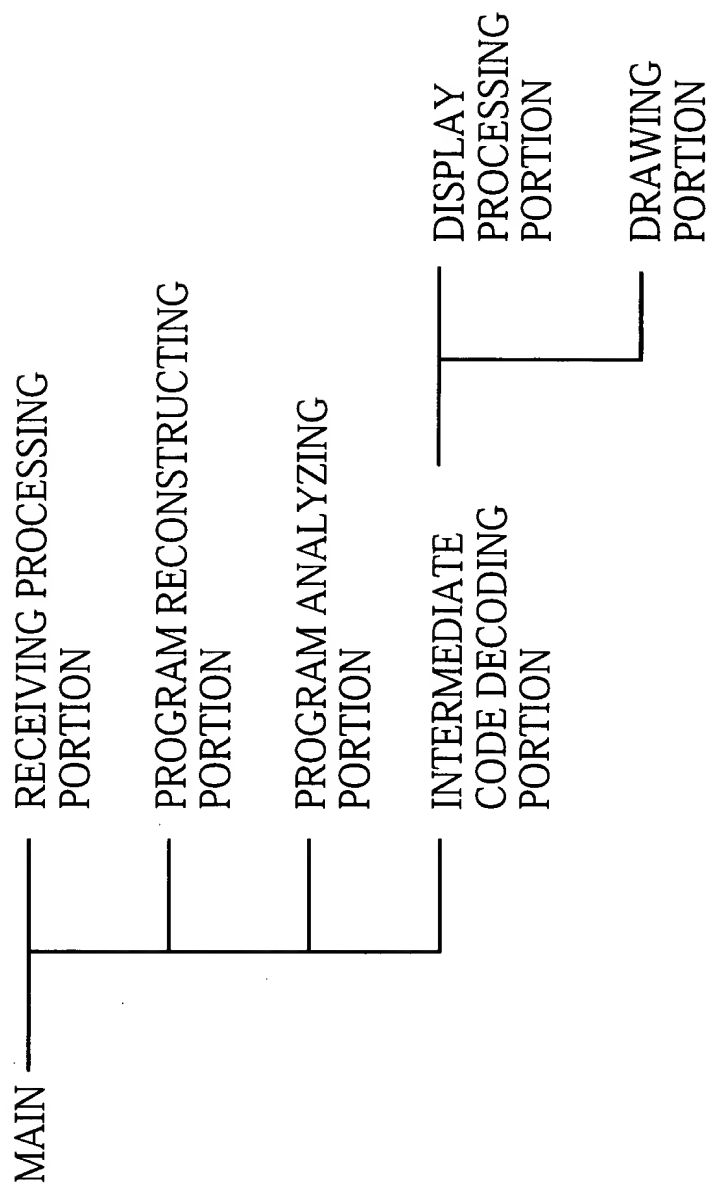 MAIN
RECEIVING PROCESSING
PORTION
PROGRAM RECONSTRUCTING
PORTION
PROGRAM ANALYZING
PORTION
INTERMEDIATE
CODE DECODING
PORTION
DISPLAY
PROCESSING
PORTION
DRAWING
PORTION